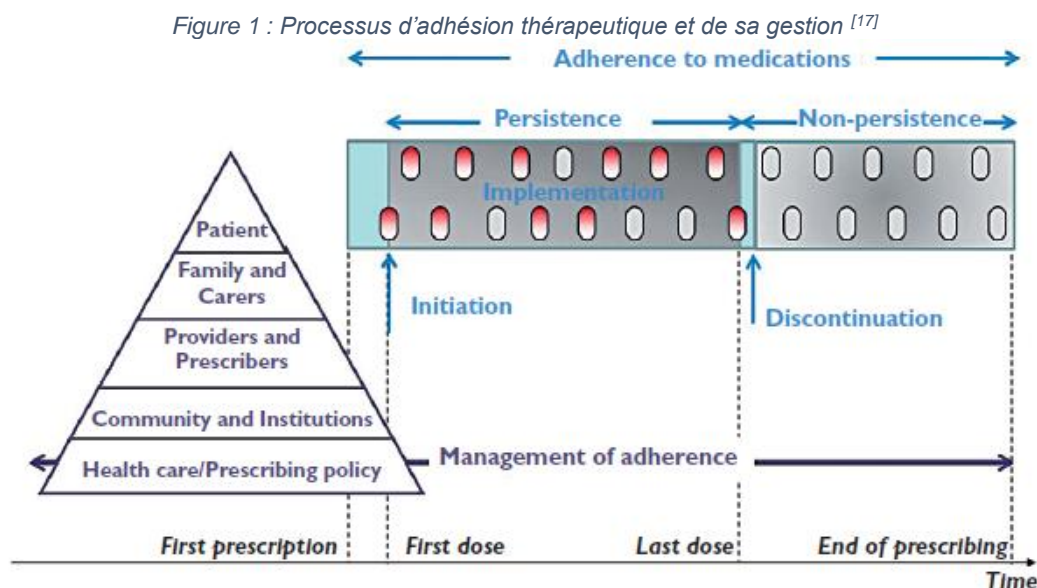 Figure 1 : Processus d’adhésion thérapeutique et de sa gestion [17]
Adherence to medications
Persistence
Non-persistence
Implementation
Patient
Family and
Carers
Providers and
Prescribers
Community and Institutions
Health care/Prescribing policy
Initiation
Discontinuation
Management of adherence
First prescription
First dose
Last dose
End of prescribing
Time